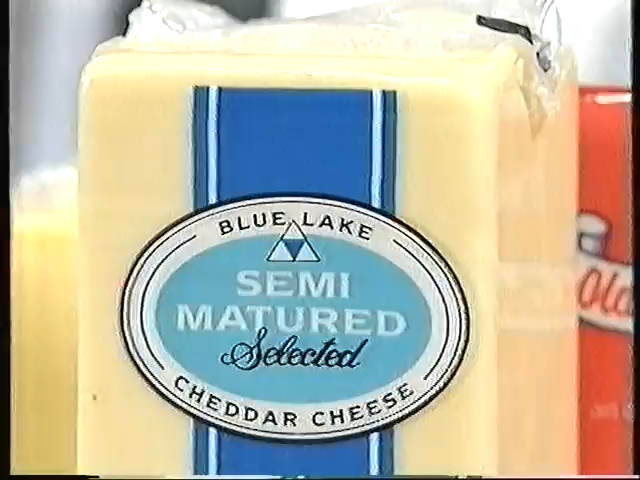 BLUE LAKE
SEMI
MATURED
Selected
CHEDDAR CHEESE
Old